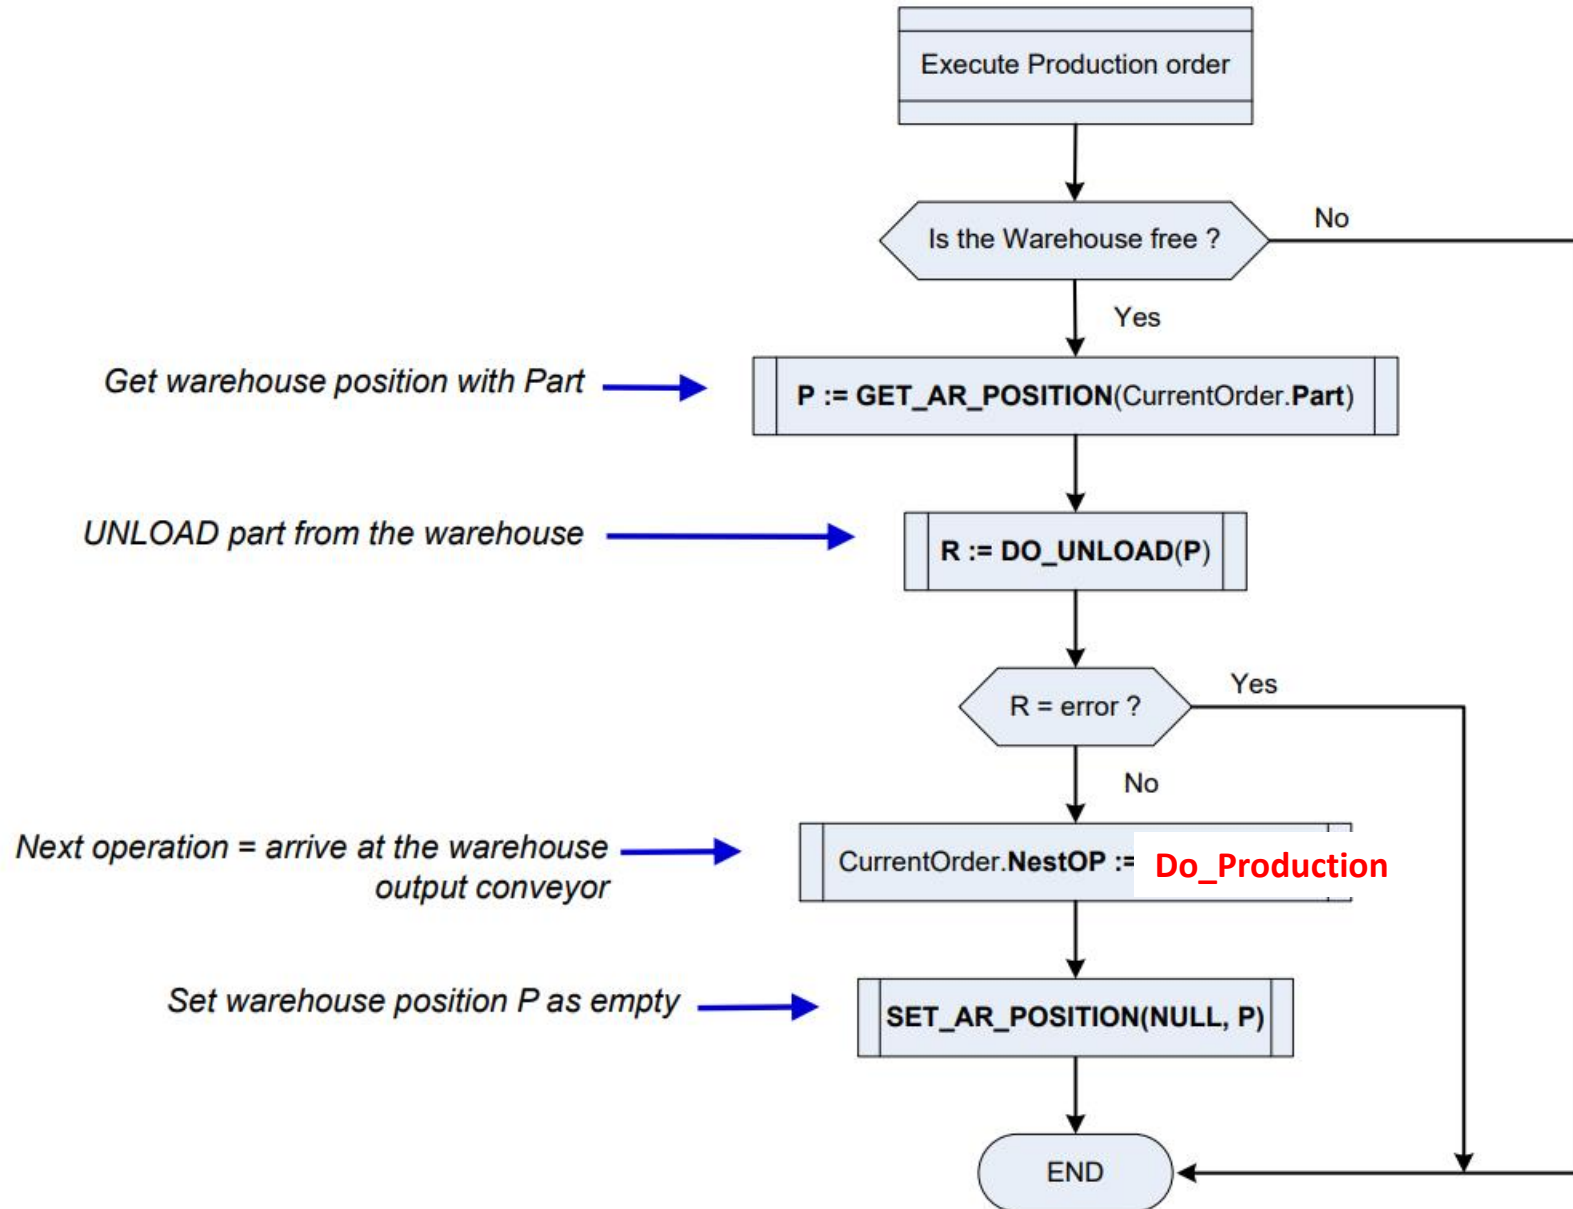 Execute Production order
Is the Warehouse free ?
No
Yes
Get warehouse position with Part
P := GET_AR_POSITION(CurrentOrder.Part)
UNLOAD part from the warehouse
R := DO_UNLOAD(P)
R = error ?
Yes
No
Next operation = arrive at the warehouse
output conveyor
CurrentOrder.NestOP := Do_Production
Set warehouse position P as empty
SET_AR_POSITION(NULL, P)
END